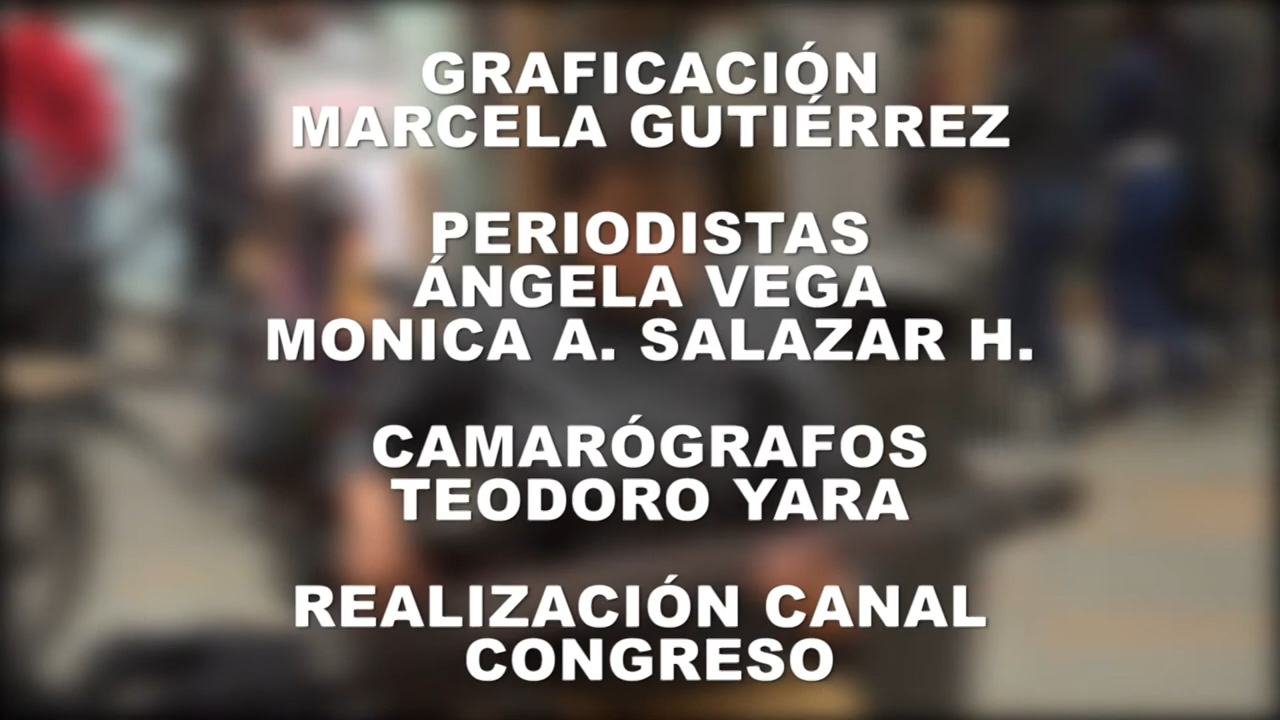 GRAFICACIÓN
MARCELA GUTIÉRREZ
PERIODISTAS
ÁNGELA VEGA
MONICA A. SALAZAR H.
CAMARÓGRAFOS
TEODORO YARA
REALIZACIÓN CANAL
CONGRESO